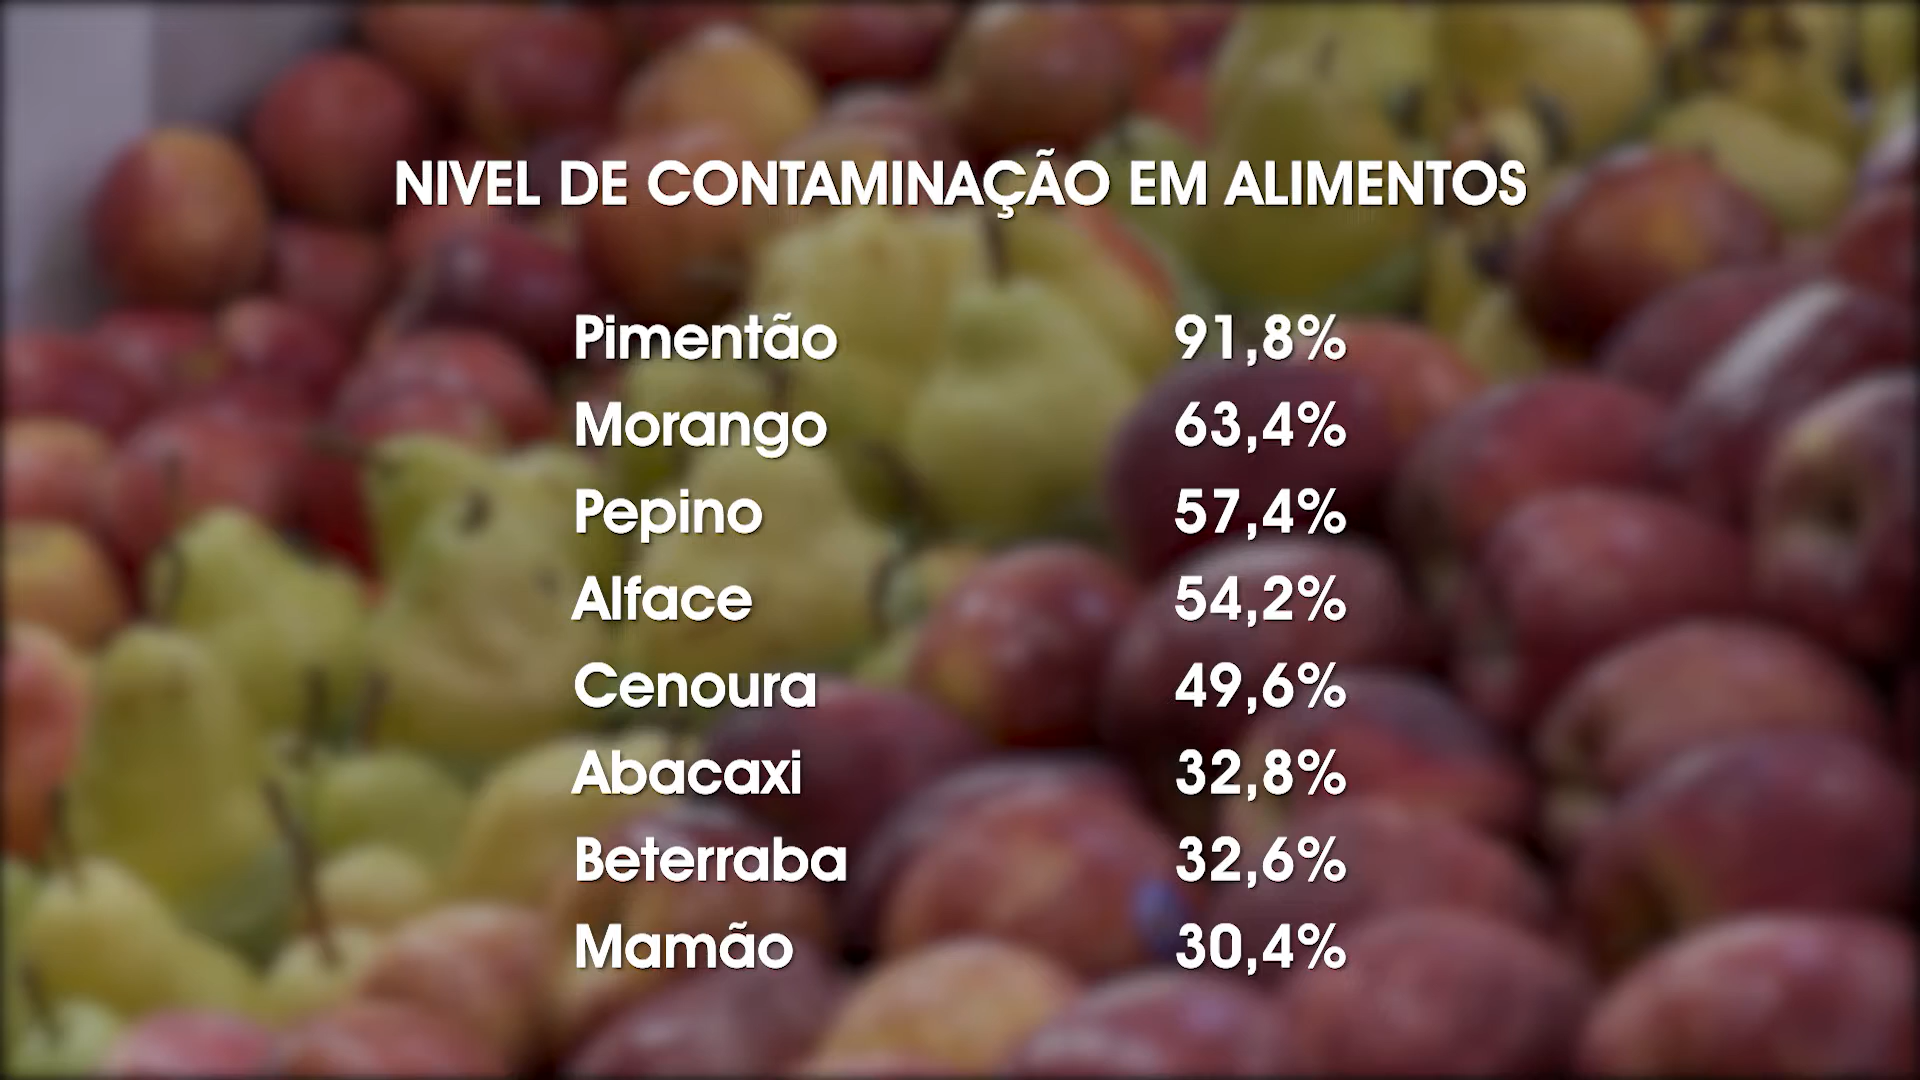 NIVEL DE CONTAMINAÇÃO EM ALIMENTOS
Pimentão 91,8%
Morango 63,4%
Pepino 57,4%
Alface 54,2%
Cenoura 49,6%
Abacaxi 32,8%
Beterraba 32,6%
Mamão 30,4%